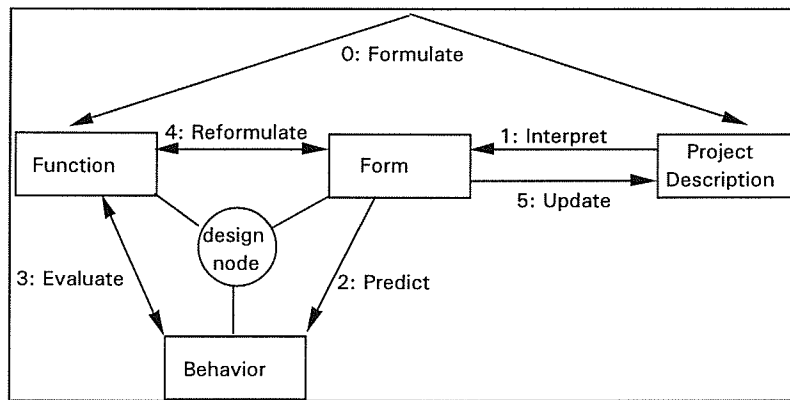 0: Formulate
4: Reformulate
1: Interpret
Function
Form
Project
Description
5: Update
design
node
3: Evaluate
2: Predict
Behavior